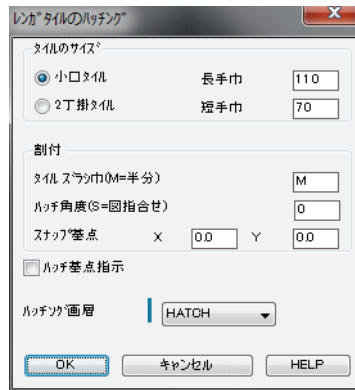 レンガタイルのハッチング
タイルのサイズ
小口タイル 長手巾 110
2丁掛タイル 短手巾 70
割付
タイル ズラシ巾(M=半分) M
ハッチ角度(S=図指合せ) 0
スナップ基点 X 0.0 Y 0.0
ハッチ基点指示
ハッチング画層 HATCH
OK キャンセル HELP